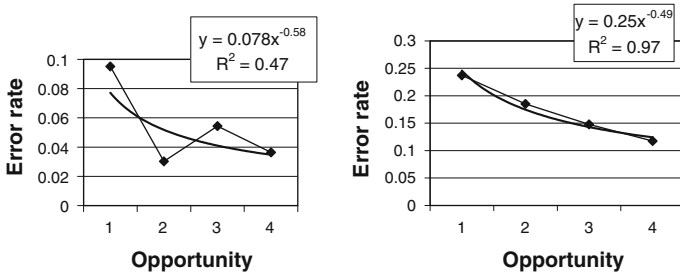 y = 0.078x^-0.58
R² = 0.47
0.1
0.08
0.06
0.04
0.02
0
Error rate
1 2 3 4
Opportunity
y = 0.25x^-0.49
R² = 0.97
0.3
0.25
0.2
0.15
0.1
0.05
0
Error rate
1 2 3 4
Opportunity